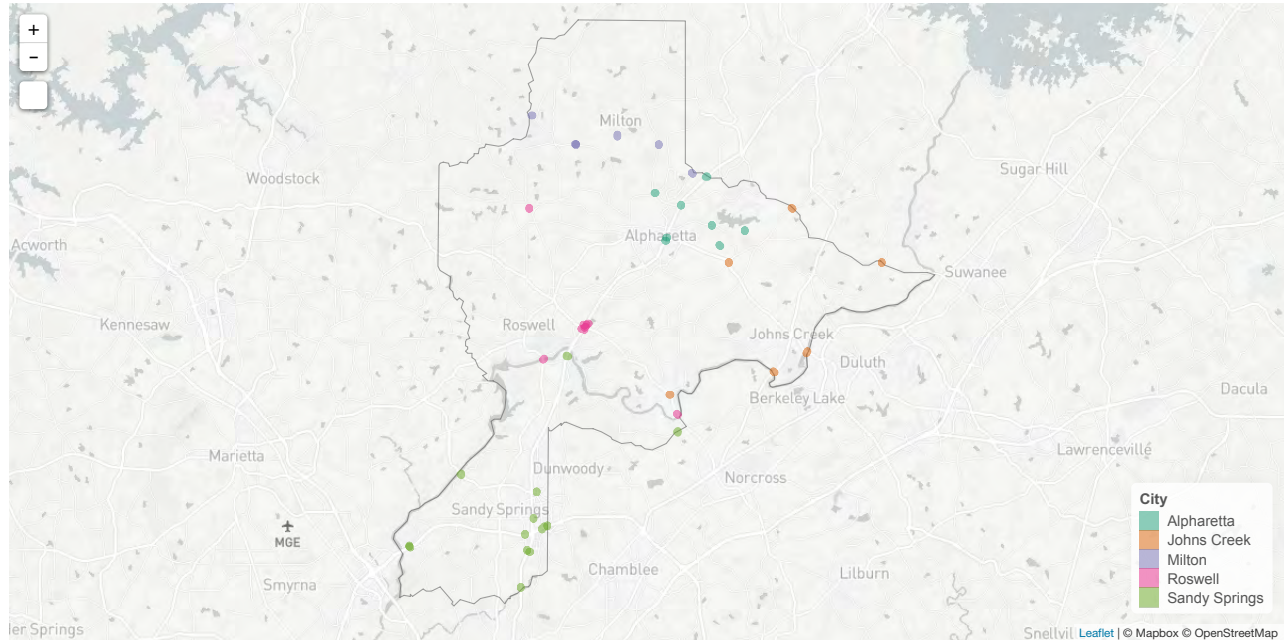 +
−
Milton
Woodstock
Sugar Hill
Acworth
Alpharetta
Suwanee
Kennesaw
Roswell
Johns Creek
Duluth
Berkeley Lake
Dacula
Marietta
Lawrenceville
Dunwoody
Norcross
Sandy Springs
MGE
Chamblee
Lilburn
Smyrna
ler Springs
Snellvil
City
Alpharetta
Johns Creek
Milton
Roswell
Sandy Springs
Leaflet | © Mapbox © OpenStreetMap